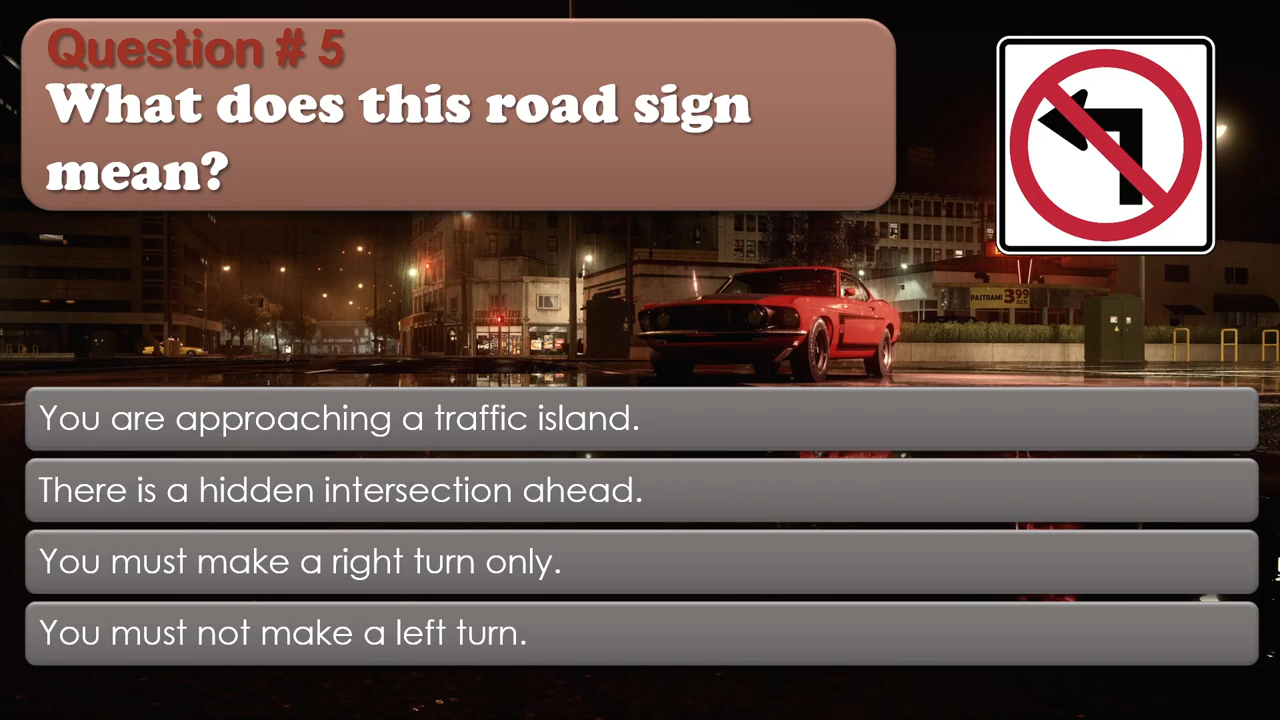 Question # 5
What does this road sign
mean?
PASTRAMI 3.99
You are approaching a traffic island.
There is a hidden intersection ahead.
You must make a right turn only.
You must not make a left turn.